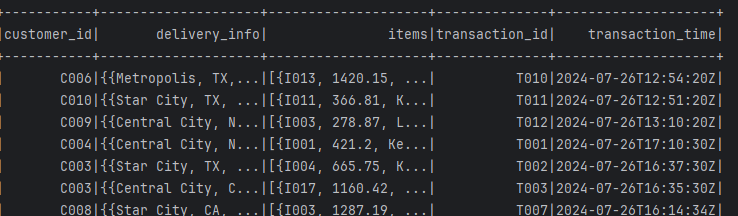 +-----------+--------------------+--------------------+--------------+--------------------+
|customer_id|       delivery_info|               items|transaction_id|    transaction_time|
+-----------+--------------------+--------------------+--------------+--------------------+
|       C006|{{Metropolis, TX,...|[{I013, 1420.15, ...|          T010|2024-07-26T12:54:20Z|
|       C010|{{Star City, TX, ...|[{I011, 366.81, K...|          T011|2024-07-26T12:51:20Z|
|       C009|{{Central City, N...|[{I003, 278.87, L...|          T012|2024-07-26T13:10:20Z|
|       C004|{{Central City, N...|[{I001, 421.2, Ke...|          T001|2024-07-26T17:10:30Z|
|       C003|{{Star City, TX, ...|[{I004, 665.75, K...|          T002|2024-07-26T16:37:30Z|
|       C003|{{Central City, C...|[{I017, 1160.42, ...|          T003|2024-07-26T16:35:30Z|
|       C008|{{Star City, CA, ...|[{I003, 1287.19, ...|          T007|2024-07-26T16:14:34Z|